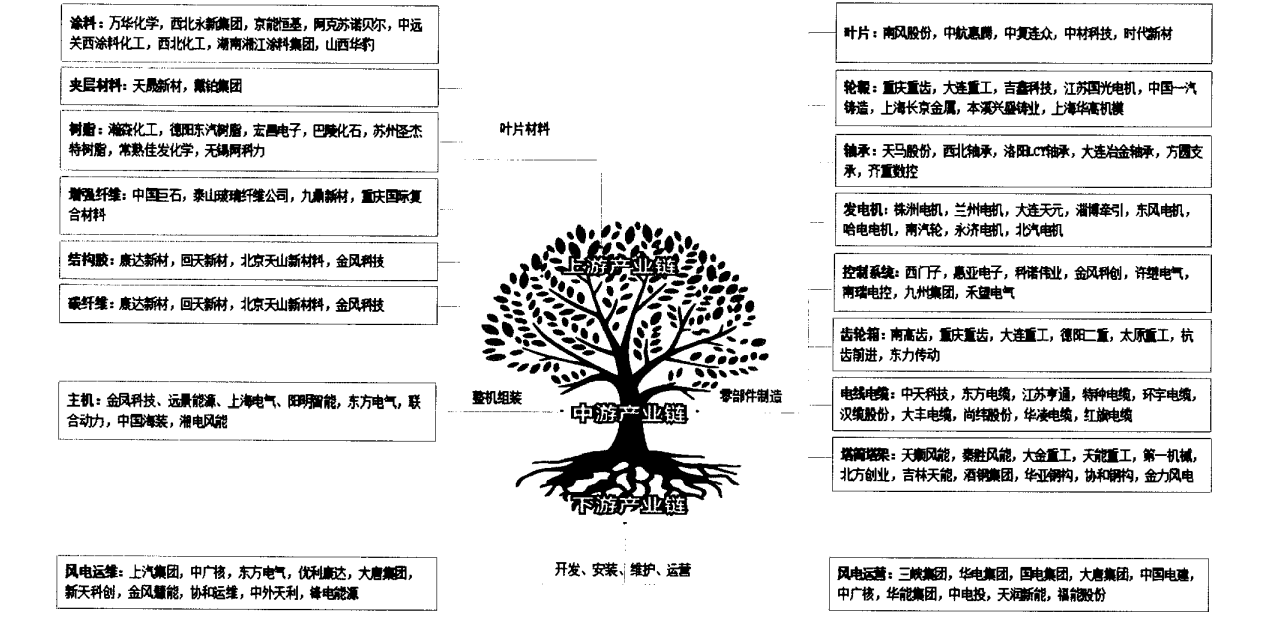 涂料：万华化学，西北永新集团，京能恒基，阿克苏诺贝尔，中远
关西涂料化工，西北化工，湖南湘江涂料集团，山西华豹
夹层材料：天晟新材，戴铂集团
树脂：瀚森化工，德阳东汽树脂，宏昌电子，巴陵化石，苏州圣杰
特树脂，常熟佳发化学，无锡阿科力
增强纤维：中国巨石，泰山玻璃纤维公司，九鼎新材，重庆国际复
合材料
结构胶：康达新材，回天新材，北京天山新材料，金风科技
碳纤维：康达新材，回天新材，北京天山新材料，金风科技
叶片材料
上游产业链
主机：金风科技、远景能源、上海电气、阳明智能，东方电气，联
合动力，中国海装，湘电风能
整机组装
中游产业链
零部件制造
叶片：南风股份，中航惠腾，中复连众，中材科技，时代新材
轮毂：重庆重齿，大连重工，吉鑫科技，江苏国光电机，中国一汽
铸造，上海长京金属，本溪兴盛铸业，上海华高机摸
轴承：天马股份，西北轴承，洛阳LCT轴承，大连冶金轴承，方圆支
承，齐重数控
发电机：株洲电机，兰州电机，大连天元，淄博牵引，东风电机，
哈电电机，南汽轮，永济电机，北汽电机
控制系统：西门子，惠亚电子，科诺伟业，金风科创，许继电气，
南瑞电控，九州集团，禾望电气
齿轮箱：南高齿，重庆重齿，大连重工，德阳二重，太原重工，杭
齿前进，东力传动
电线电缆：中天科技，东方电缆，江苏亨通，特种电缆，环宇电缆，
汉缆股份，大丰电缆，尚纬股份，华凌电缆，红旗电缆
塔筒塔架：天顺风能，泰胜风能，大金重工，天能重工，第一机械，
北方创业，吉林天能，酒钢集团，华亚钢构，协和钢构，金力风电
下游产业链
开发、安装、维护、运营
风电运维：上汽集团，中广核，东方电气，优利康达，大唐集团，
新天科创，金风慧能，协和运维，中外天利，锋电能源
风电运营：三峡集团，华电集团，国电集团，大唐集团，中国电建，
中广核，华能集团，中电投，天润新能，福能股份